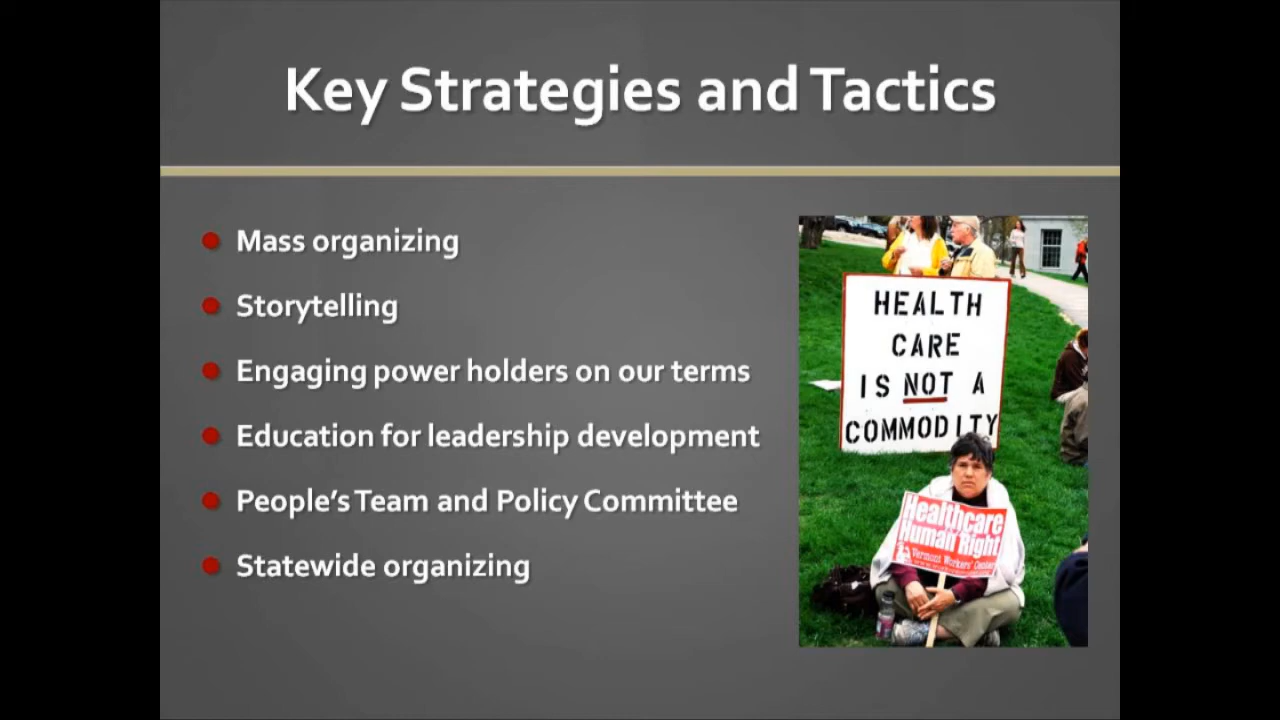 Key Strategies and Tactics
Mass organizing
Storytelling
Engaging power holders on our terms
Education for leadership development
People's Team and Policy Committee
Statewide organizing
HEALTH
CARE
IS NOT A
COMMODITY
Healthcare
Human Right
Vermont Workers' Center